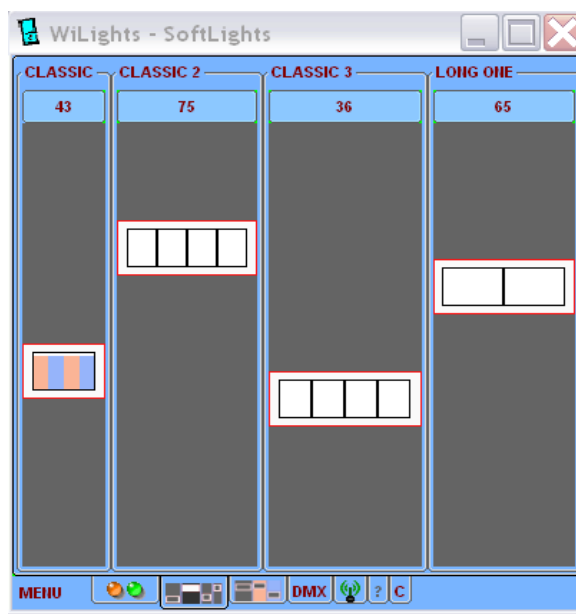 WiLights - SoftLights
CLASSIC CLASSIC 2 CLASSIC 3 LONG ONE
43 75 36 65
MENU DMX ? C